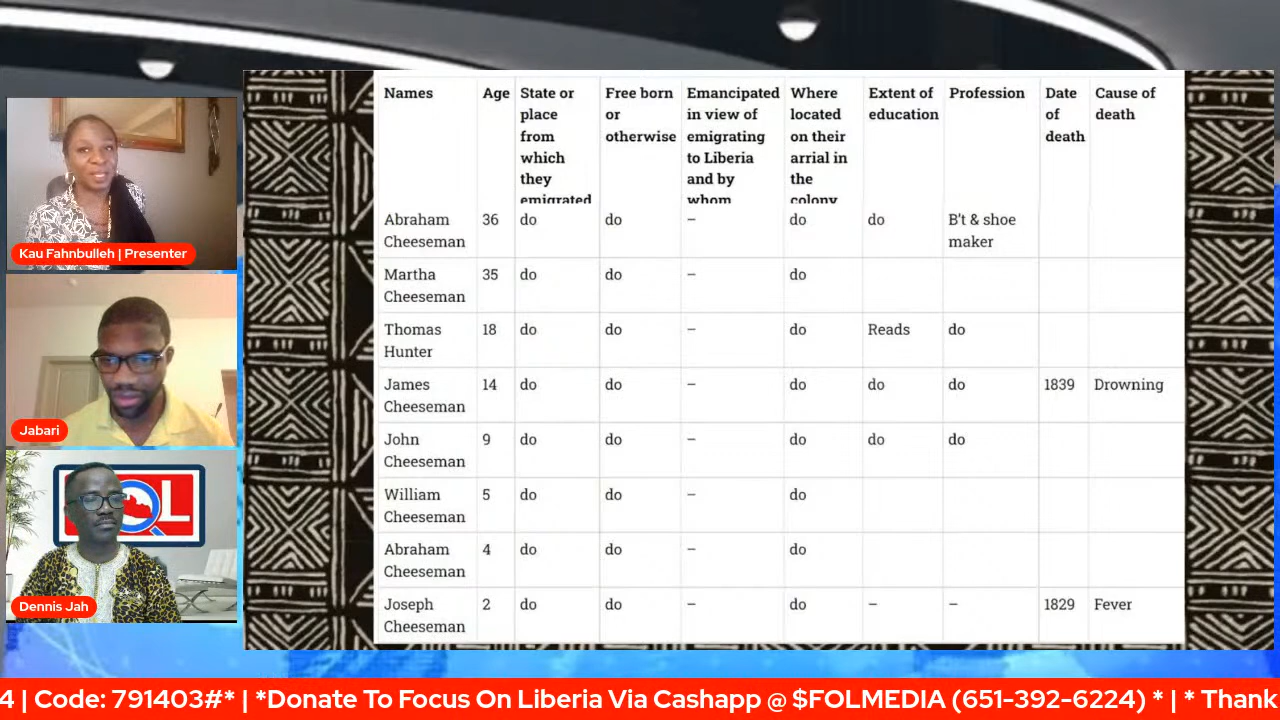 Names Age State or Free born Emancipated Where Extent of Profession Date Cause of
place or in view of located education of death
from otherwise emigrating on their death
which to Liberia arrial in
they and by the
emigrated whom colony
Abraham 36 do do – do do B't & shoe
Cheeseman maker
Martha 35 do do – do
Cheeseman
Thomas 18 do do – do Reads do
Hunter
James 14 do do – do do do 1839 Drowning
Cheeseman
John 9 do do – do do do
Cheeseman
William 5 do do – do
Cheeseman
Abraham 4 do do – do
Cheeseman
Joseph 2 do do – do – – 1829 Fever
Cheeseman
Kau Fahnbulleh | Presenter
Jabari
Dennis Jah
4 | Code: 791403#* | *Donate To Focus On Liberia Via Cashapp @ $FOLMEDIA (651-392-6224) * | * Thank